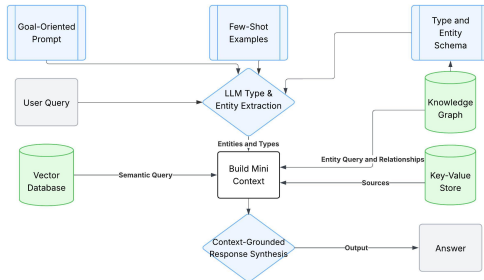 Goal-Oriented
Prompt
Few-Shot
Examples
Type and
Entity
Schema
User Query
LLM Type &
Entity Extraction
Knowledge
Graph
Entities and Types
Vector
Database
Semantic Query
Build Mini
Context
Entity Query and Relationships
Sources
Key-Value
Store
Context-Grounded
Response Synthesis
Output
Answer